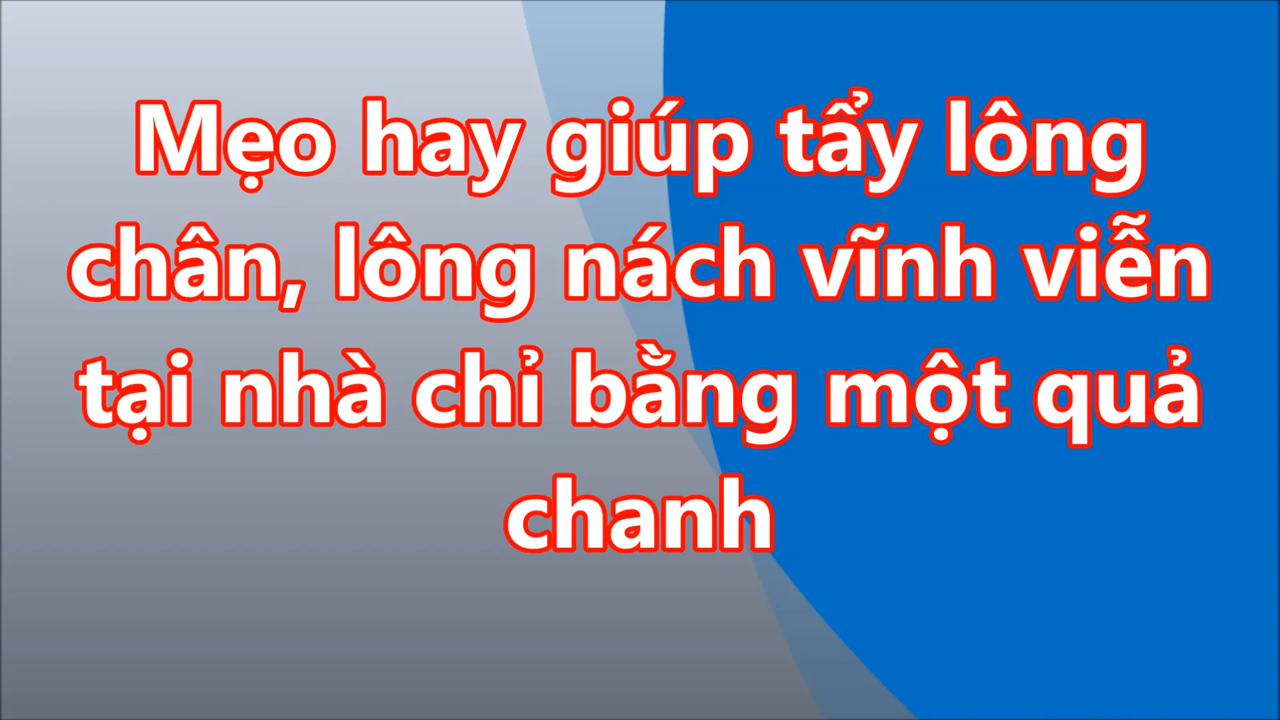 Mẹo hay giúp tẩy lông
chân, lông nách vĩnh viễn
tại nhà chỉ bằng một quả
chanh